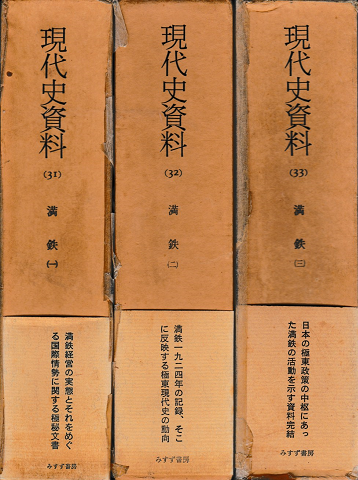 現代史資料
(31)
満鉄
(一)
満鉄経営の実態とそれをめぐ
る国際情勢に関する極秘文書
みすず書房
現代史資料
(32)
満鉄
(二)
満鉄一九二四年の記録、そこ
に反映する極東現代史の動向
みすず書房
現代史資料
(33)
満鉄
(三)
日本の極東政策の中枢にあっ
た満鉄の活動を示す資料完結
みすず書房